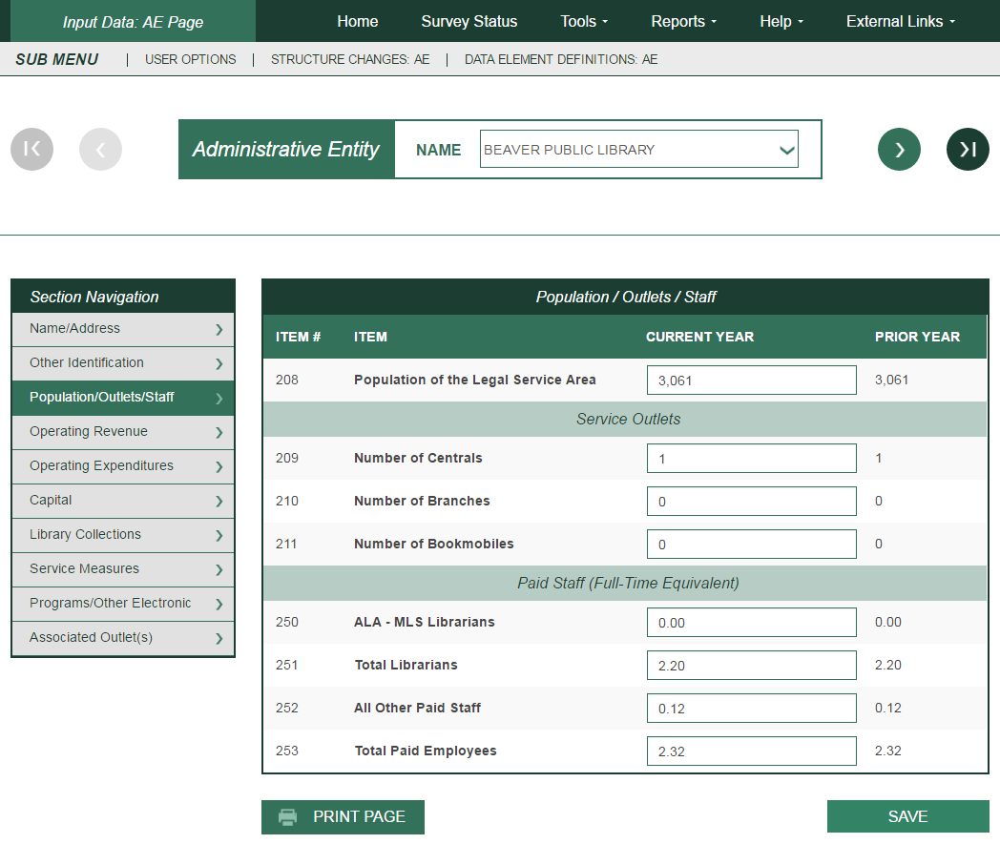 Input Data: AE Page Home Survey Status Tools Reports Help External Links
SUB MENU | USER OPTIONS | STRUCTURE CHANGES: AE | DATA ELEMENT DEFINITIONS: AE
Administrative Entity NAME BEAVER PUBLIC LIBRARY
Section Navigation
Name/Address
Other Identification
Population/Outlets/Staff
Operating Revenue
Operating Expenditures
Capital
Library Collections
Service Measures
Programs/Other Electronic
Associated Outlet(s)
Population / Outlets / Staff
ITEM # ITEM CURRENT YEAR PRIOR YEAR
208 Population of the Legal Service Area 3,061 3,061
Service Outlets
209 Number of Centrals 1 1
210 Number of Branches 0 0
211 Number of Bookmobiles 0 0
Paid Staff (Full-Time Equivalent)
250 ALA - MLS Librarians 0.00 0.00
251 Total Librarians 2.20 2.20
252 All Other Paid Staff 0.12 0.12
253 Total Paid Employees 2.32 2.32
PRINT PAGE SAVE